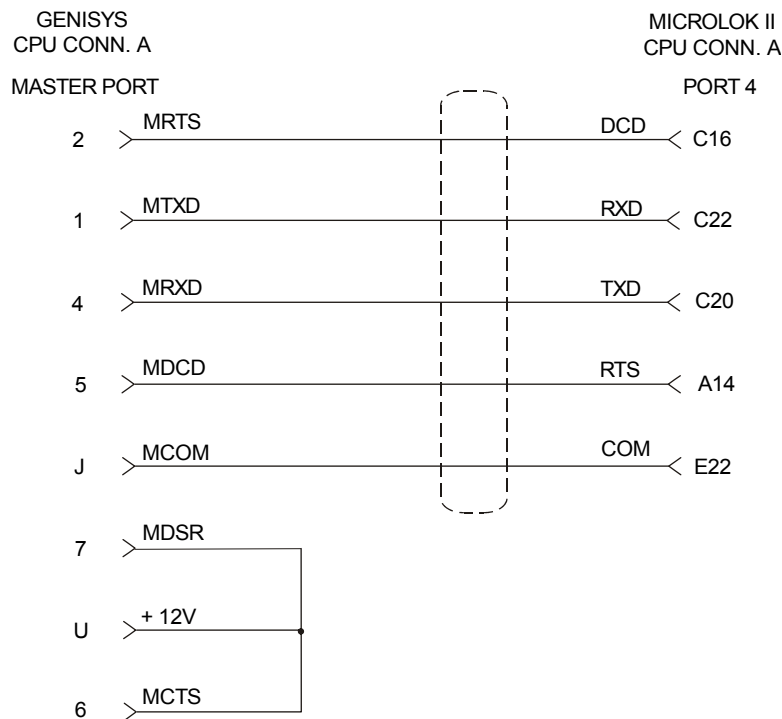 GENISYS
CPU CONN. A
MASTER PORT
MICROLOK II
CPU CONN. A
PORT 4
2 MRTS DCD C16
1 MTXD RXD C22
4 MRXD TXD C20
5 MDCD RTS A14
J MCOM COM E22
7 MDSR
U + 12V
6 MCTS